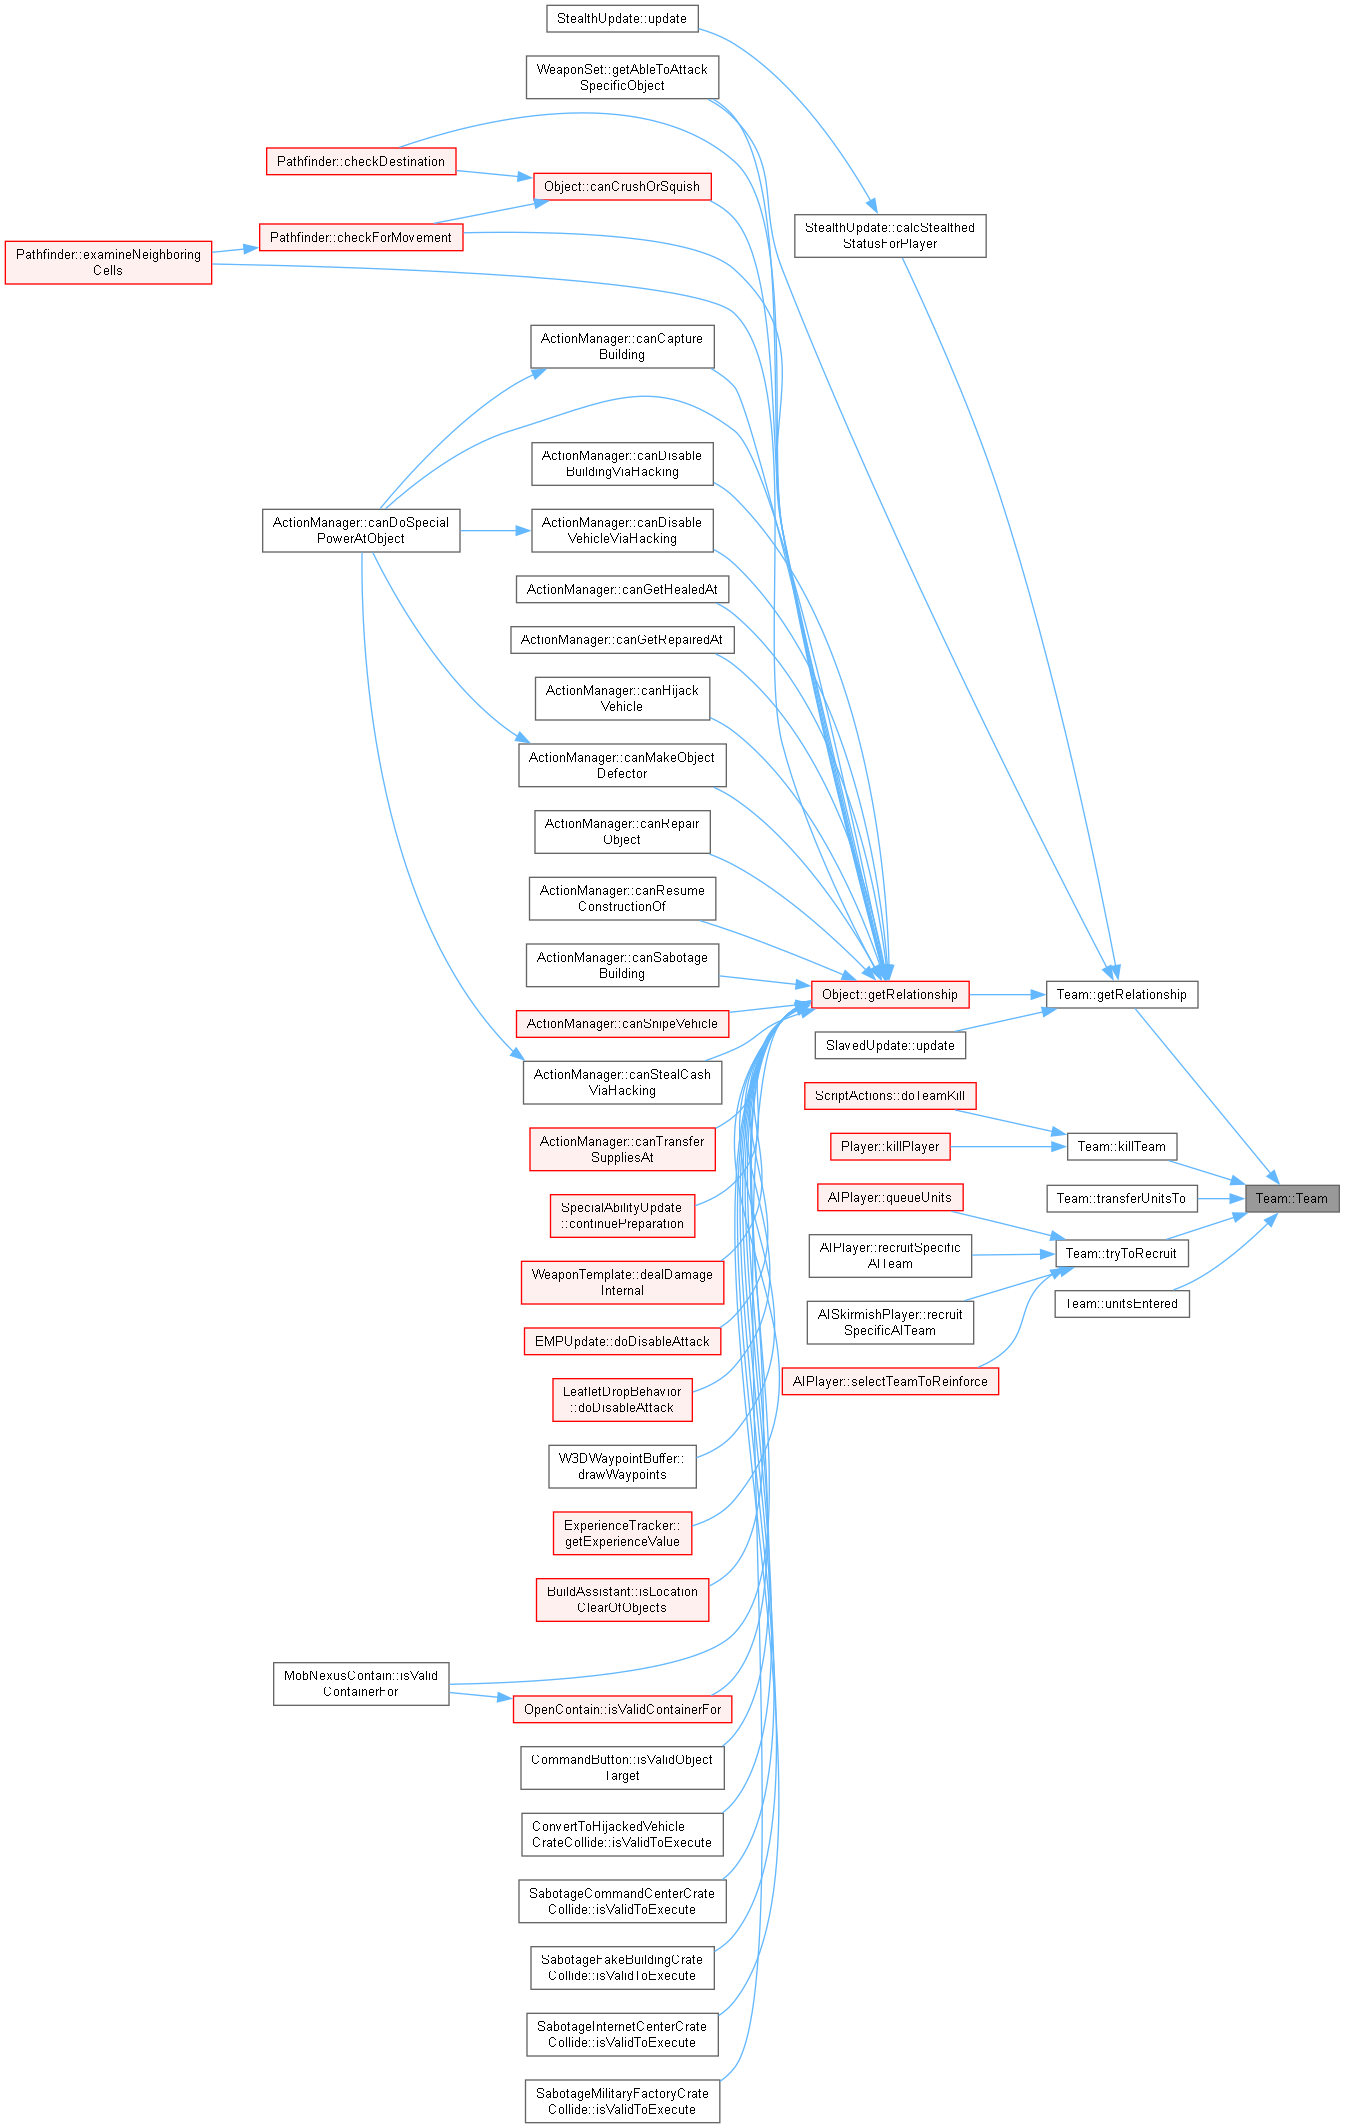 StealthUpdate::update
WeaponSet::getAbleToAttack
SpecificObject
Pathfinder::checkDestination
Object::canCrushOrSquish
Pathfinder::checkForMovement
StealthUpdate::calcStealthed
StatusForPlayer
Pathfinder::examineNeighboring
Cells
ActionManager::canCapture
Building
ActionManager::canDisable
BuildingViaHacking
ActionManager::canDoSpecial
PowerAtObject
ActionManager::canDisable
VehicleViaHacking
ActionManager::canGetHealedAt
ActionManager::canGetRepairedAt
ActionManager::canHijack
Vehicle
ActionManager::canMakeObject
Defector
ActionManager::canRepair
Object
ActionManager::canResume
ConstructionOf
ActionManager::canSabotage
Building
Object::getRelationship
Team::getRelationship
ActionManager::canSnipeVehicle
SlavedUpdate::update
ActionManager::canStealCash
ViaHacking
ScriptActions::doTeamKill
ActionManager::canTransfer
SuppliesAt
Player::killPlayer
Team::killTeam
AIPlayer::queueUnits
Team::transferUnitsTo
Team::Team
SpecialAbilityUpdate
::continuePreparation
AIPlayer::recruitSpecific
AITeam
Team::tryToRecruit
WeaponTemplate::dealDamage
Internal
AISkirmishPlayer::recruit
SpecificAITeam
Team::unitsEntered
EMPUpdate::doDisableAttack
AIPlayer::selectTeamToReinforce
LeafletDropBehavior
::doDisableAttack
W3DWaypointBuffer::
drawWaypoints
ExperienceTracker::
getExperienceValue
BuildAssistant::isLocation
ClearOfObjects
MobNexusContain::isValid
ContainerFor
OpenContain::isValidContainerFor
CommandButton::isValidObject
Target
ConvertToHijackedVehicle
CrateCollide::isValidToExecute
SabotageCommandCenterCrate
Collide::isValidToExecute
SabotageFakeBuildingCrate
Collide::isValidToExecute
SabotageInternetCenterCrate
Collide::isValidToExecute
SabotageMilitaryFactoryCrate
Collide::isValidToExecute